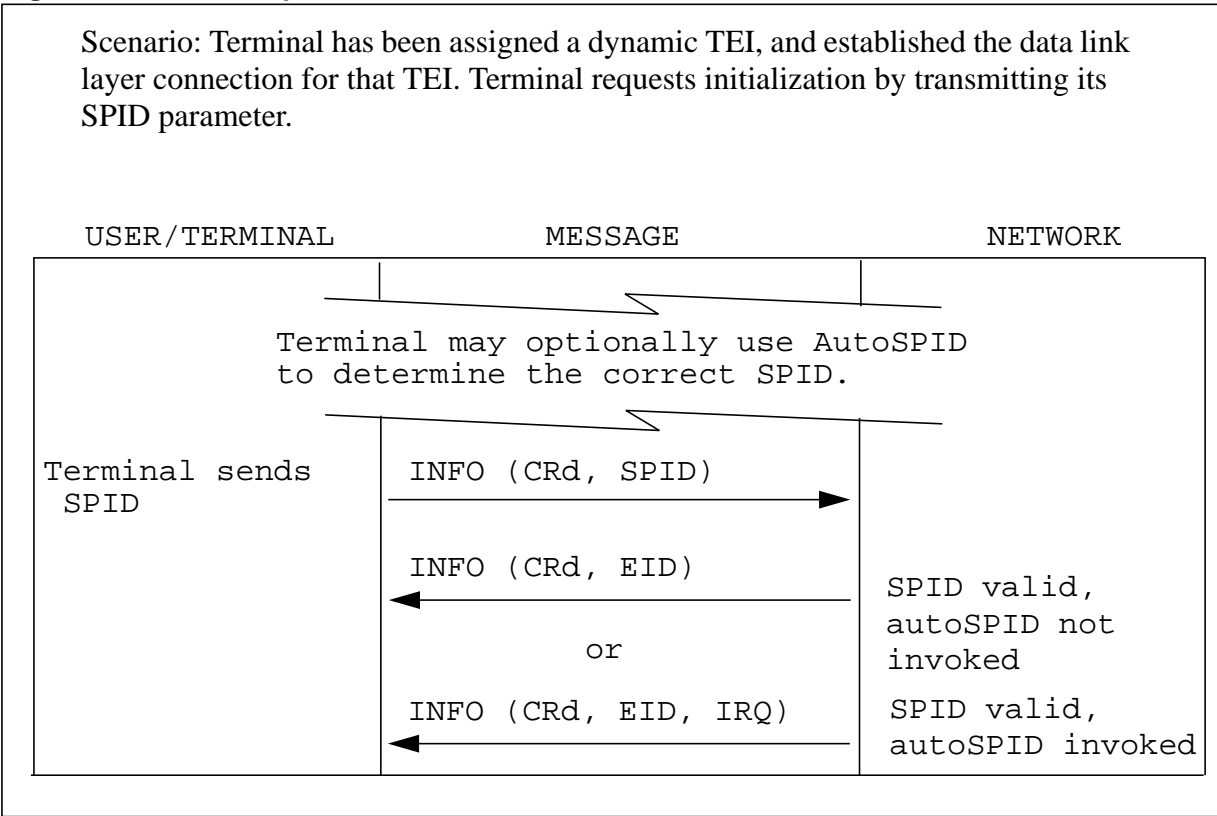 Scenario: Terminal has been assigned a dynamic TEI, and established the data link
layer connection for that TEI. Terminal requests initialization by transmitting its
SPID parameter.
USER/TERMINAL MESSAGE NETWORK
Terminal may optionally use AutoSPID
to determine the correct SPID.
Terminal sends
SPID
INFO (CRd, SPID)
INFO (CRd, EID)
SPID valid,
autoSPID not
invoked
or
INFO (CRd, EID, IRQ)
SPID valid,
autoSPID invoked